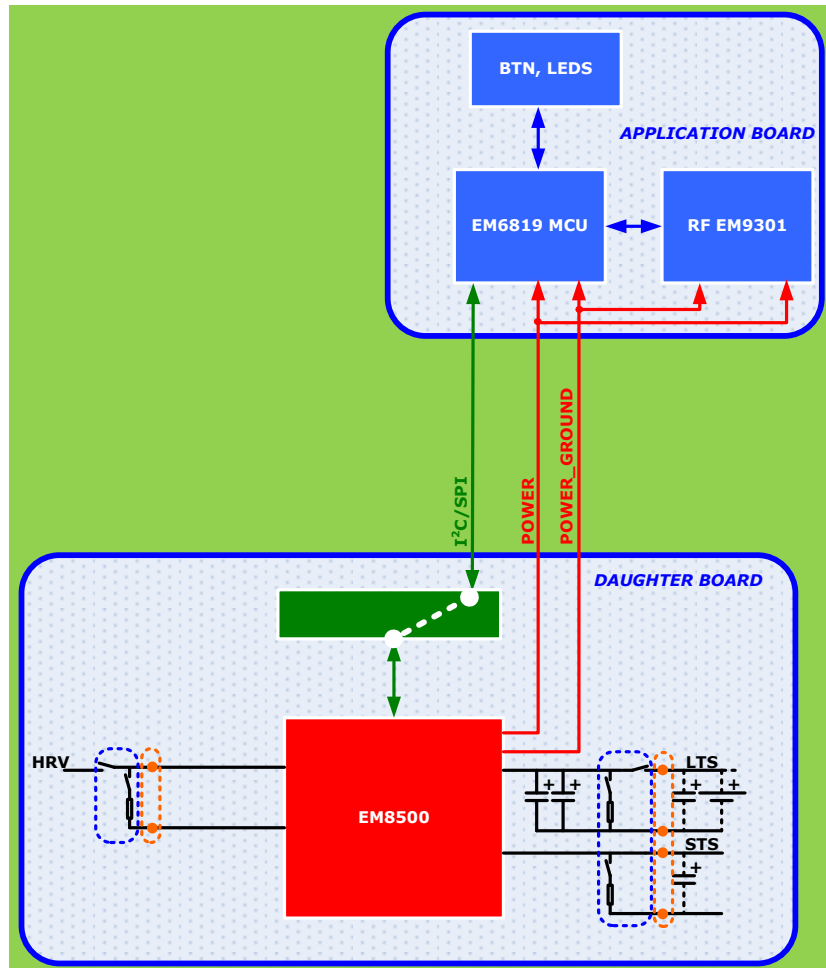 BTN, LEDS
APPLICATION BOARD
EM6819 MCU
RF EM9301
I²C/SPI
POWER
POWER_GROUND
DAUGHTER BOARD
HRV
EM8500
+
+
LTS
+
+
STS
+